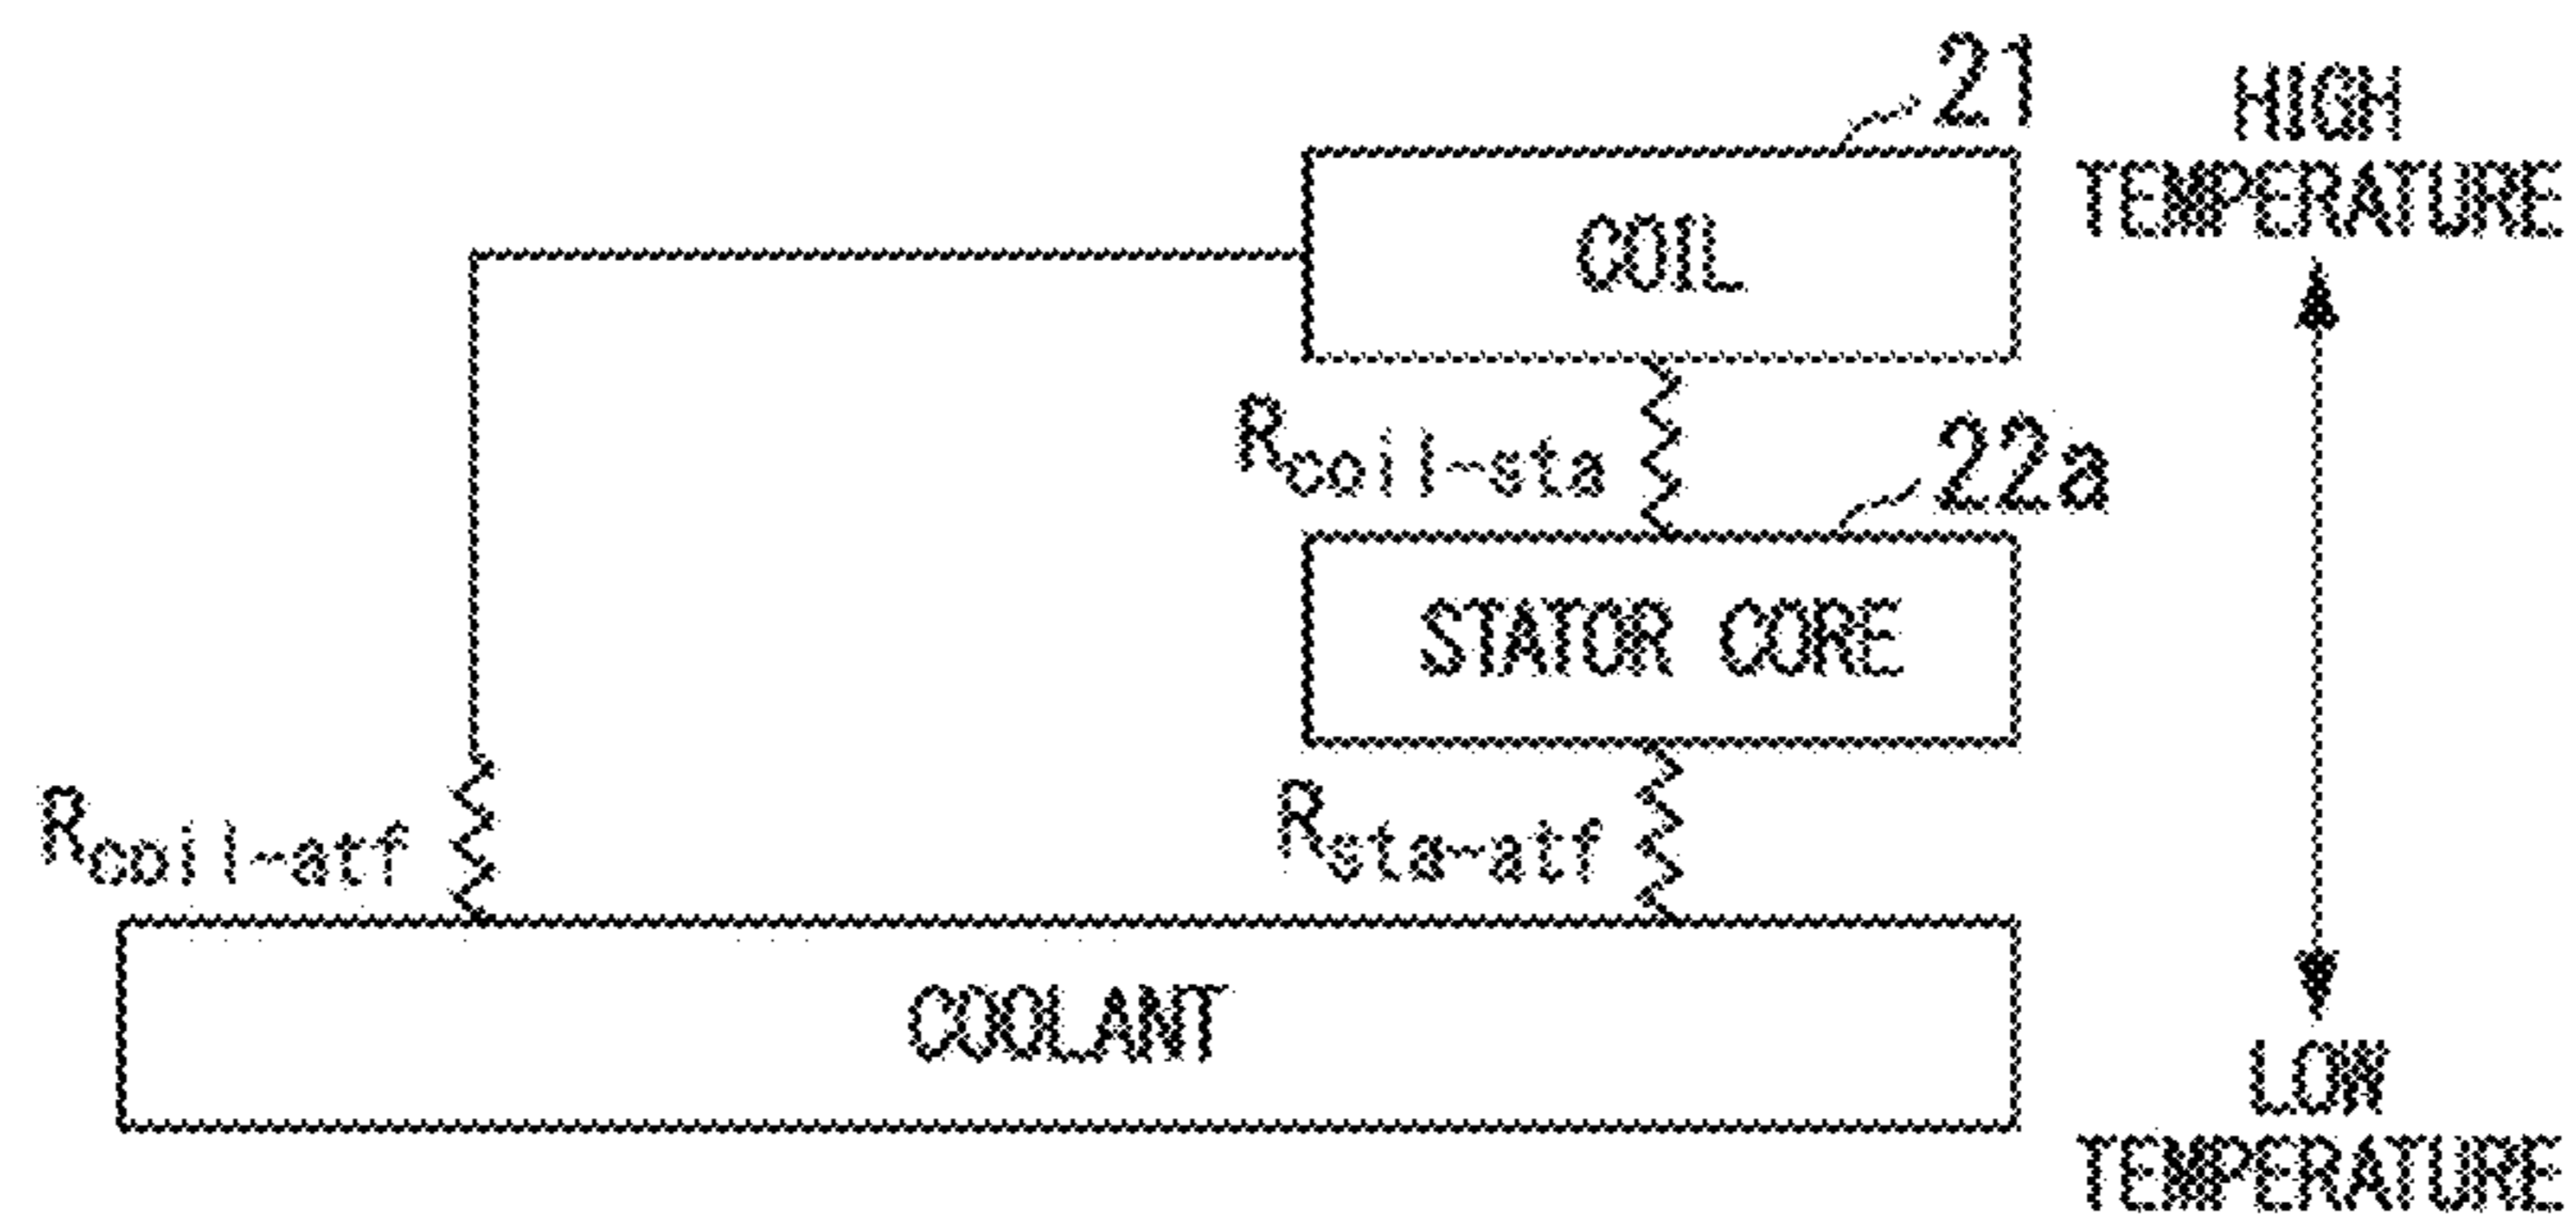 21
HIGH
TEMPERATURE
COIL
Rcoil-sta
22a
STATOR CORE
Rcoil-atf
Rsta-atf
COOLANT
LOW
TEMPERATURE